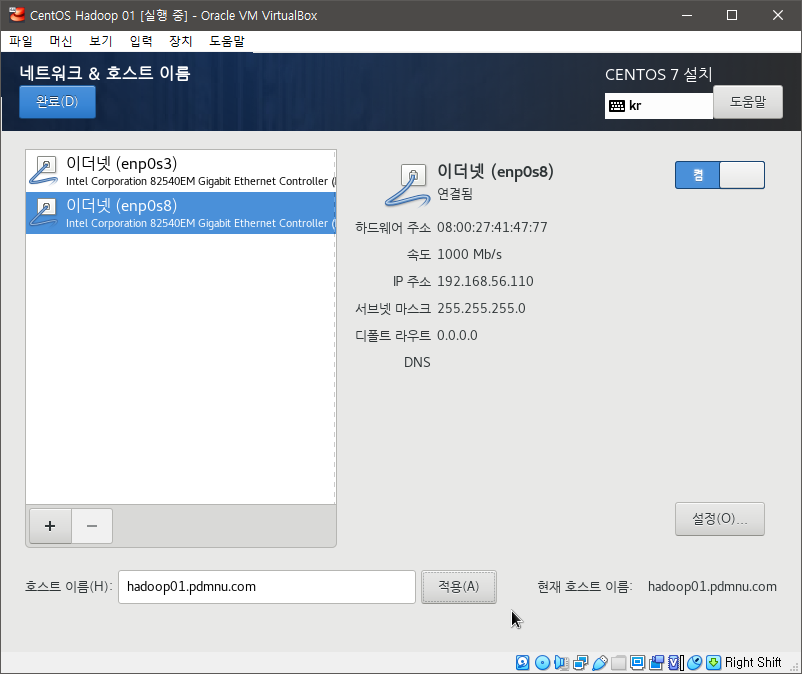 CentOS Hadoop 01 [실행 중] - Oracle VM VirtualBox
파일 머신 보기 입력 장치 도움말
네트워크 & 호스트 이름
CENTOS 7 설치
완료(D)
kr
도움말
이더넷 (enp0s3)
Intel Corporation 82540EM Gigabit Ethernet Controller (
이더넷 (enp0s8)
Intel Corporation 82540EM Gigabit Ethernet Controller (
이더넷 (enp0s8)
연결됨
켬
하드웨어 주소 08:00:27:41:47:77
속도 1000 Mb/s
IP 주소 192.168.56.110
서브넷 마스크 255.255.255.0
디폴트 라우트 0.0.0.0
DNS
+ −
설정(O)...
호스트 이름(H): hadoop01.pdmnu.com 적용(A) 현재 호스트 이름: hadoop01.pdmnu.com
Right Shift